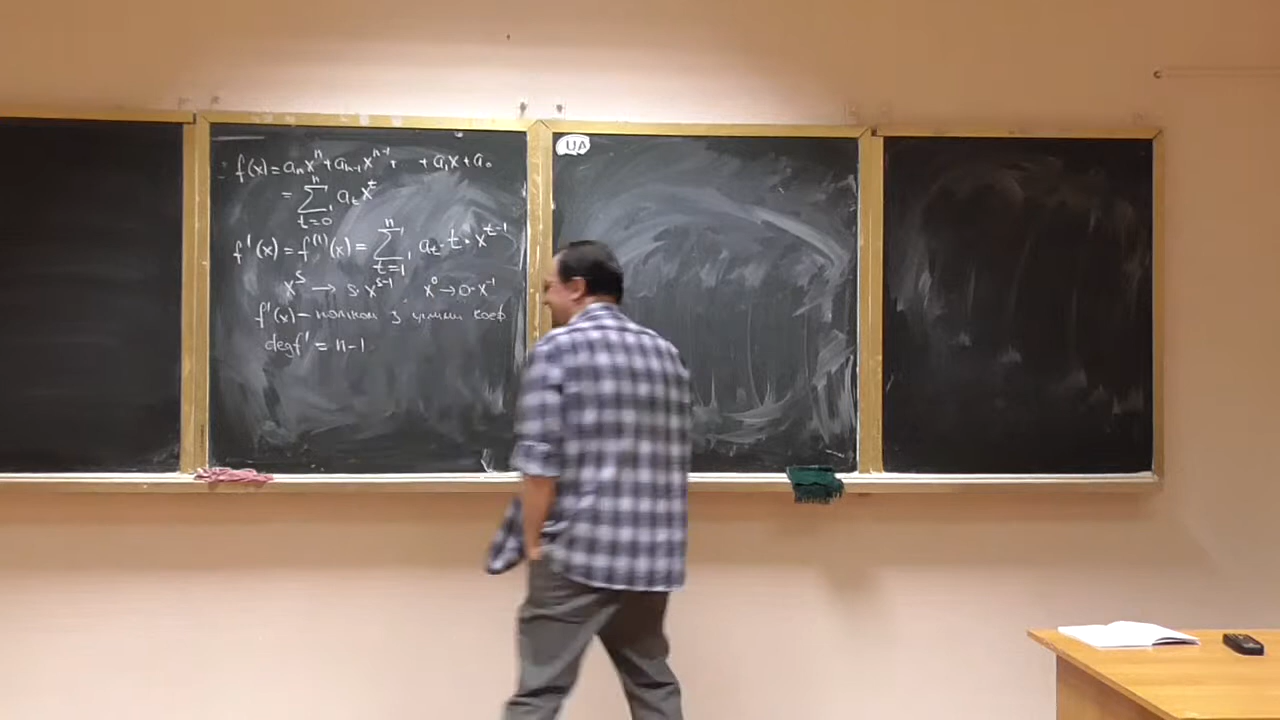 f(x) = aₙxⁿ + aₙ₋₁xⁿ⁻¹ + + a₁x + a₀
= ∑ₜ₌₀ⁿ aₜxᵗ
f'(x) = f⁽¹⁾(x) = ∑ₜ₌₁ⁿ aₜ · t · xᵗ⁻¹
xˢ → s · xˢ⁻¹ x⁰ → 0 · x⁻¹
f'(x) – поліном з цілими коеф
deg f' = n-1
UA